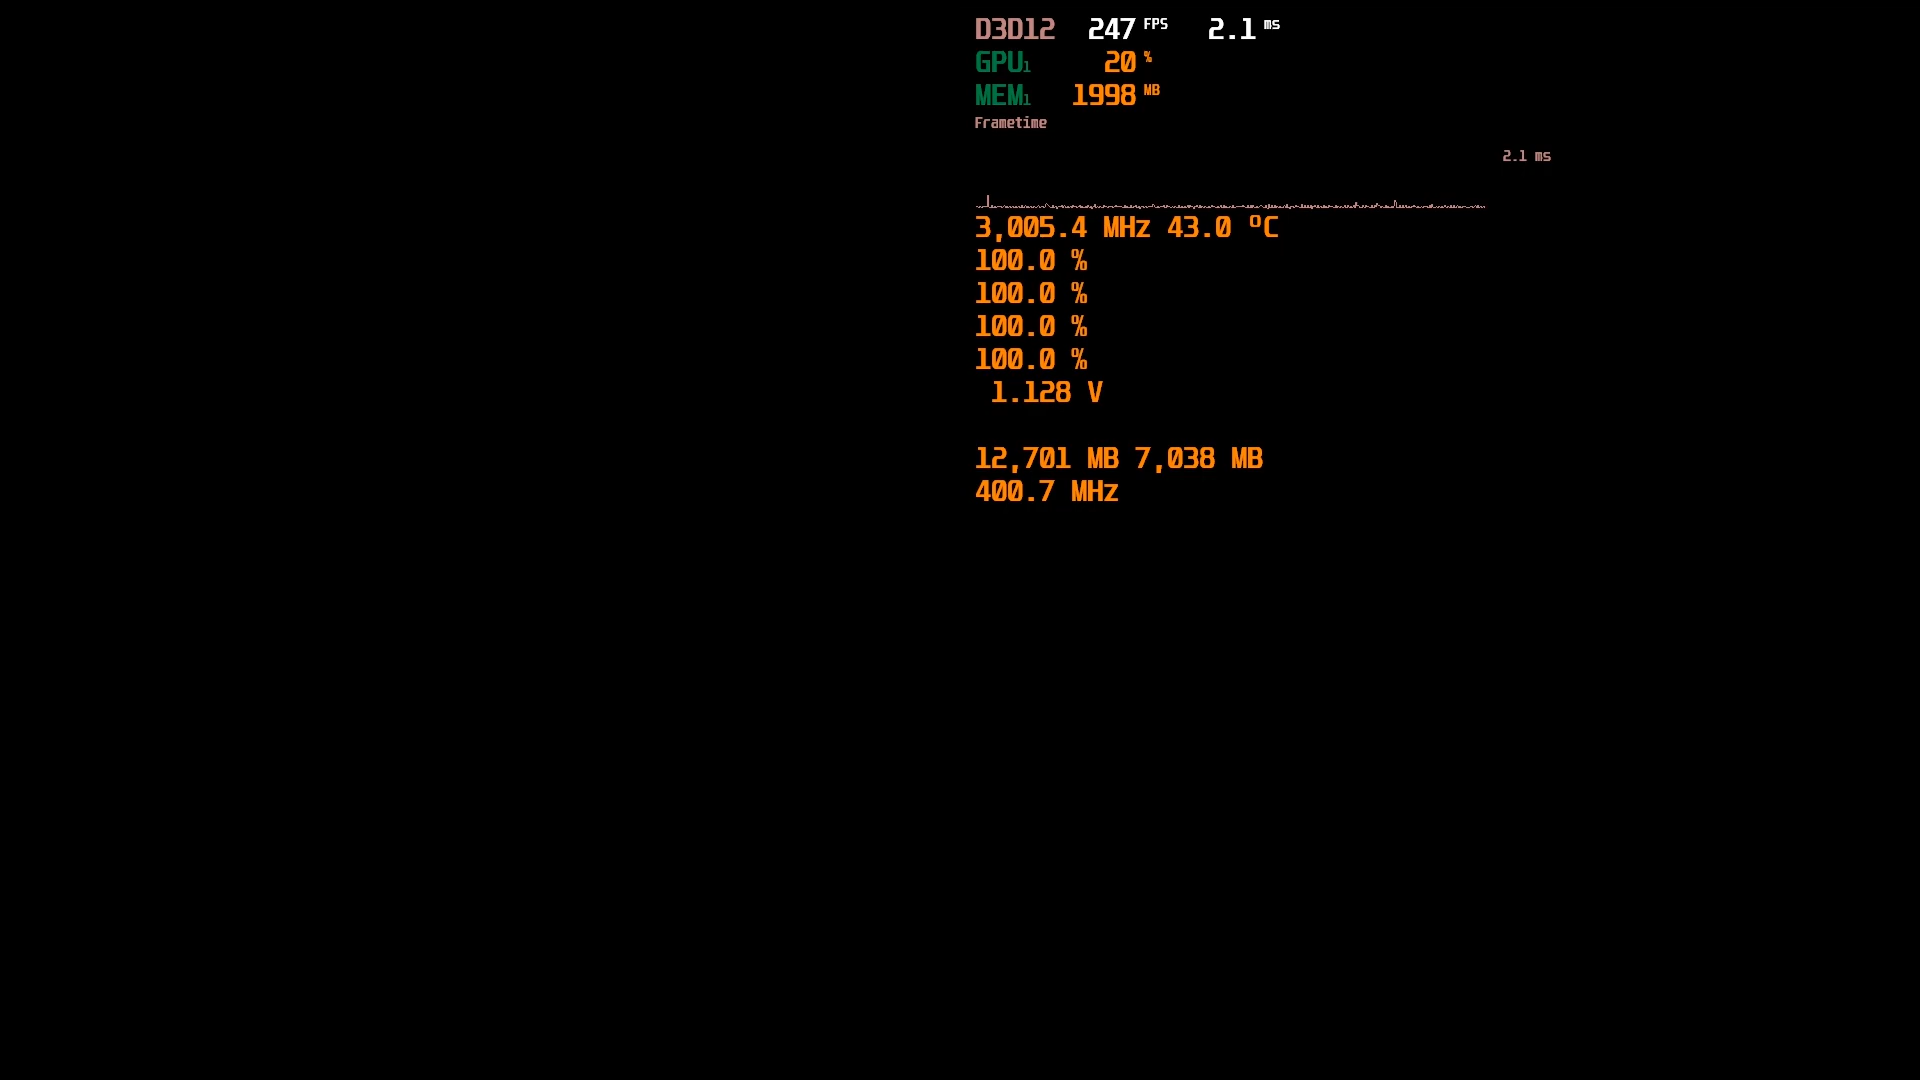 D3D12 247 FPS 2.1 ms
GPU1 20 %
MEM1 1998 MB
Frametime
2.1 ms
3,005.4 MHz 43.0 ºC
100.0 %
100.0 %
100.0 %
100.0 %
1.128 V
12,701 MB 7,038 MB
400.7 MHz